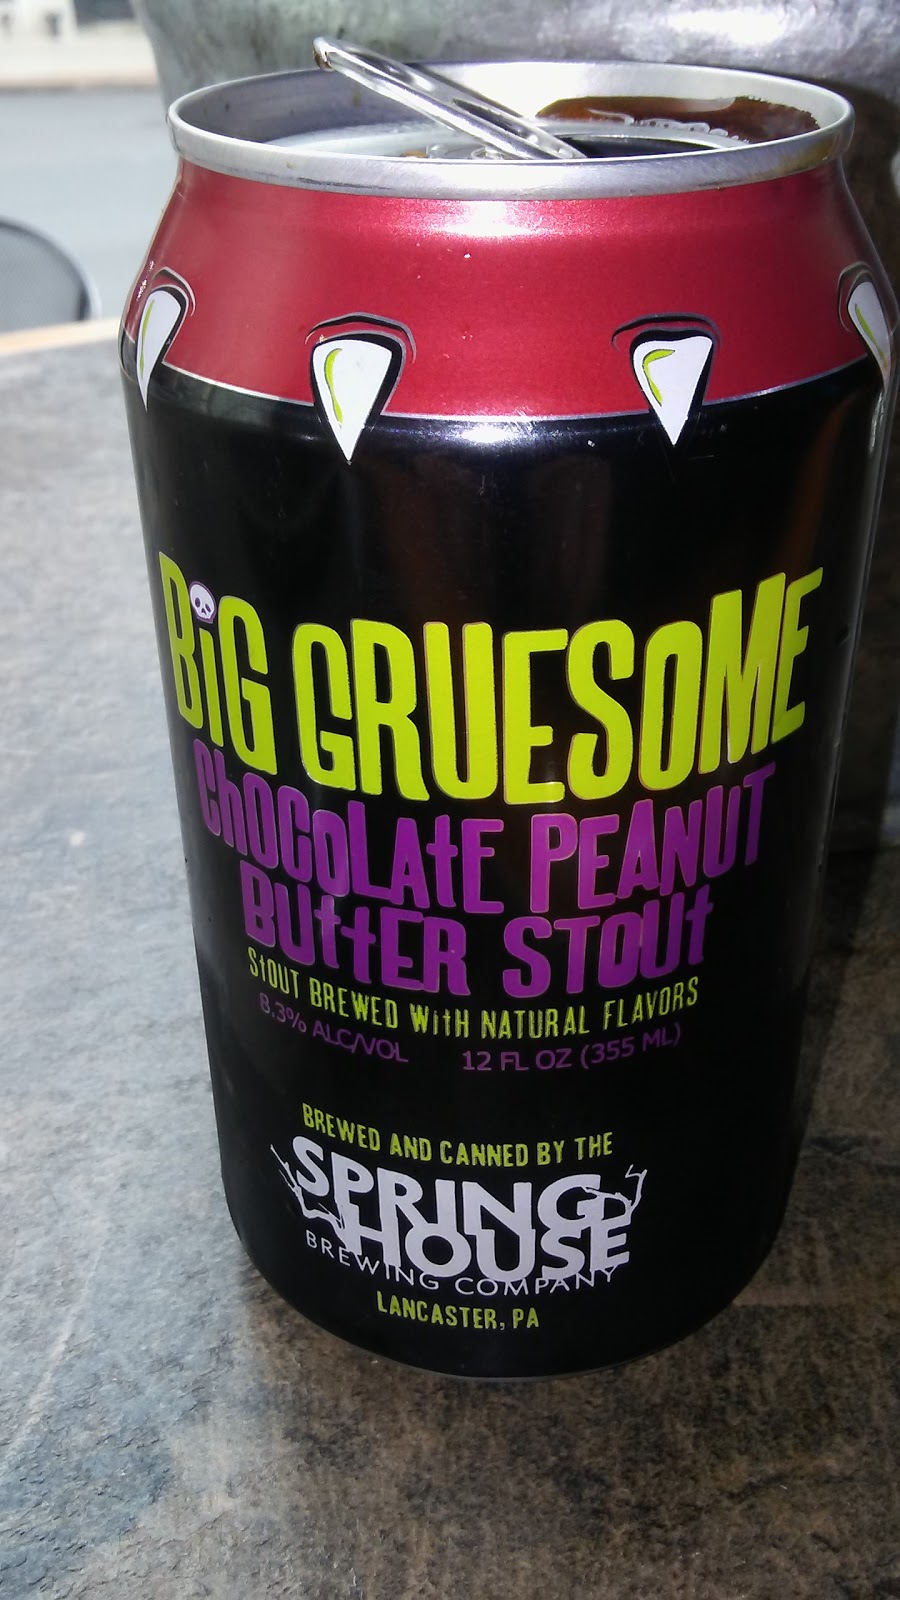 BiG GRUESOME
ChOCOLAtE PEANUT
BUttER STOUt
StOUT BREWED WitH NATURAL FLAVORS
8.3% ALC/VOL 12 FL OZ (355 ML)
BREWED AND CANNED BY THE
SPRING
HOUSE
BREWING COMPANY
LANCASTER, PA